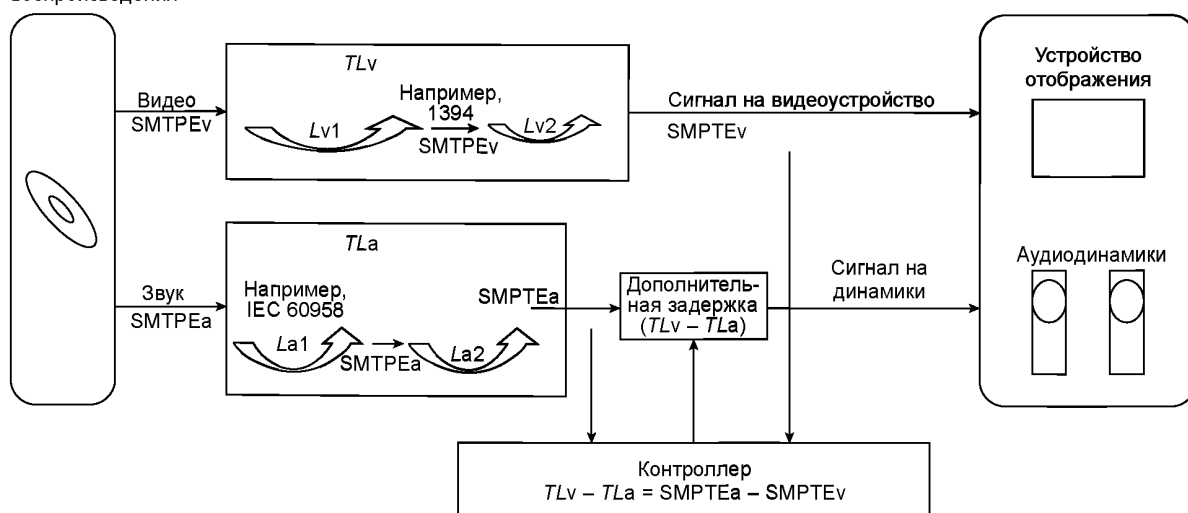 воспроизведения
TLv
Видео
SMTPEv
Lv1
Например,
1394
SMTPEv
Lv2
Сигнал на видеоустройство
SMPTEv
Устройство
отображения
TLa
Звук
SMTPEa
Например,
IEC 60958
La1
SMTPEa
La2
SMPTEa
Дополнитель-
ная задержка
(TLv – TLa)
Сигнал на
динамики
Аудиодинамики
Контроллер
TLv – TLa = SMPTEa – SMPTEv